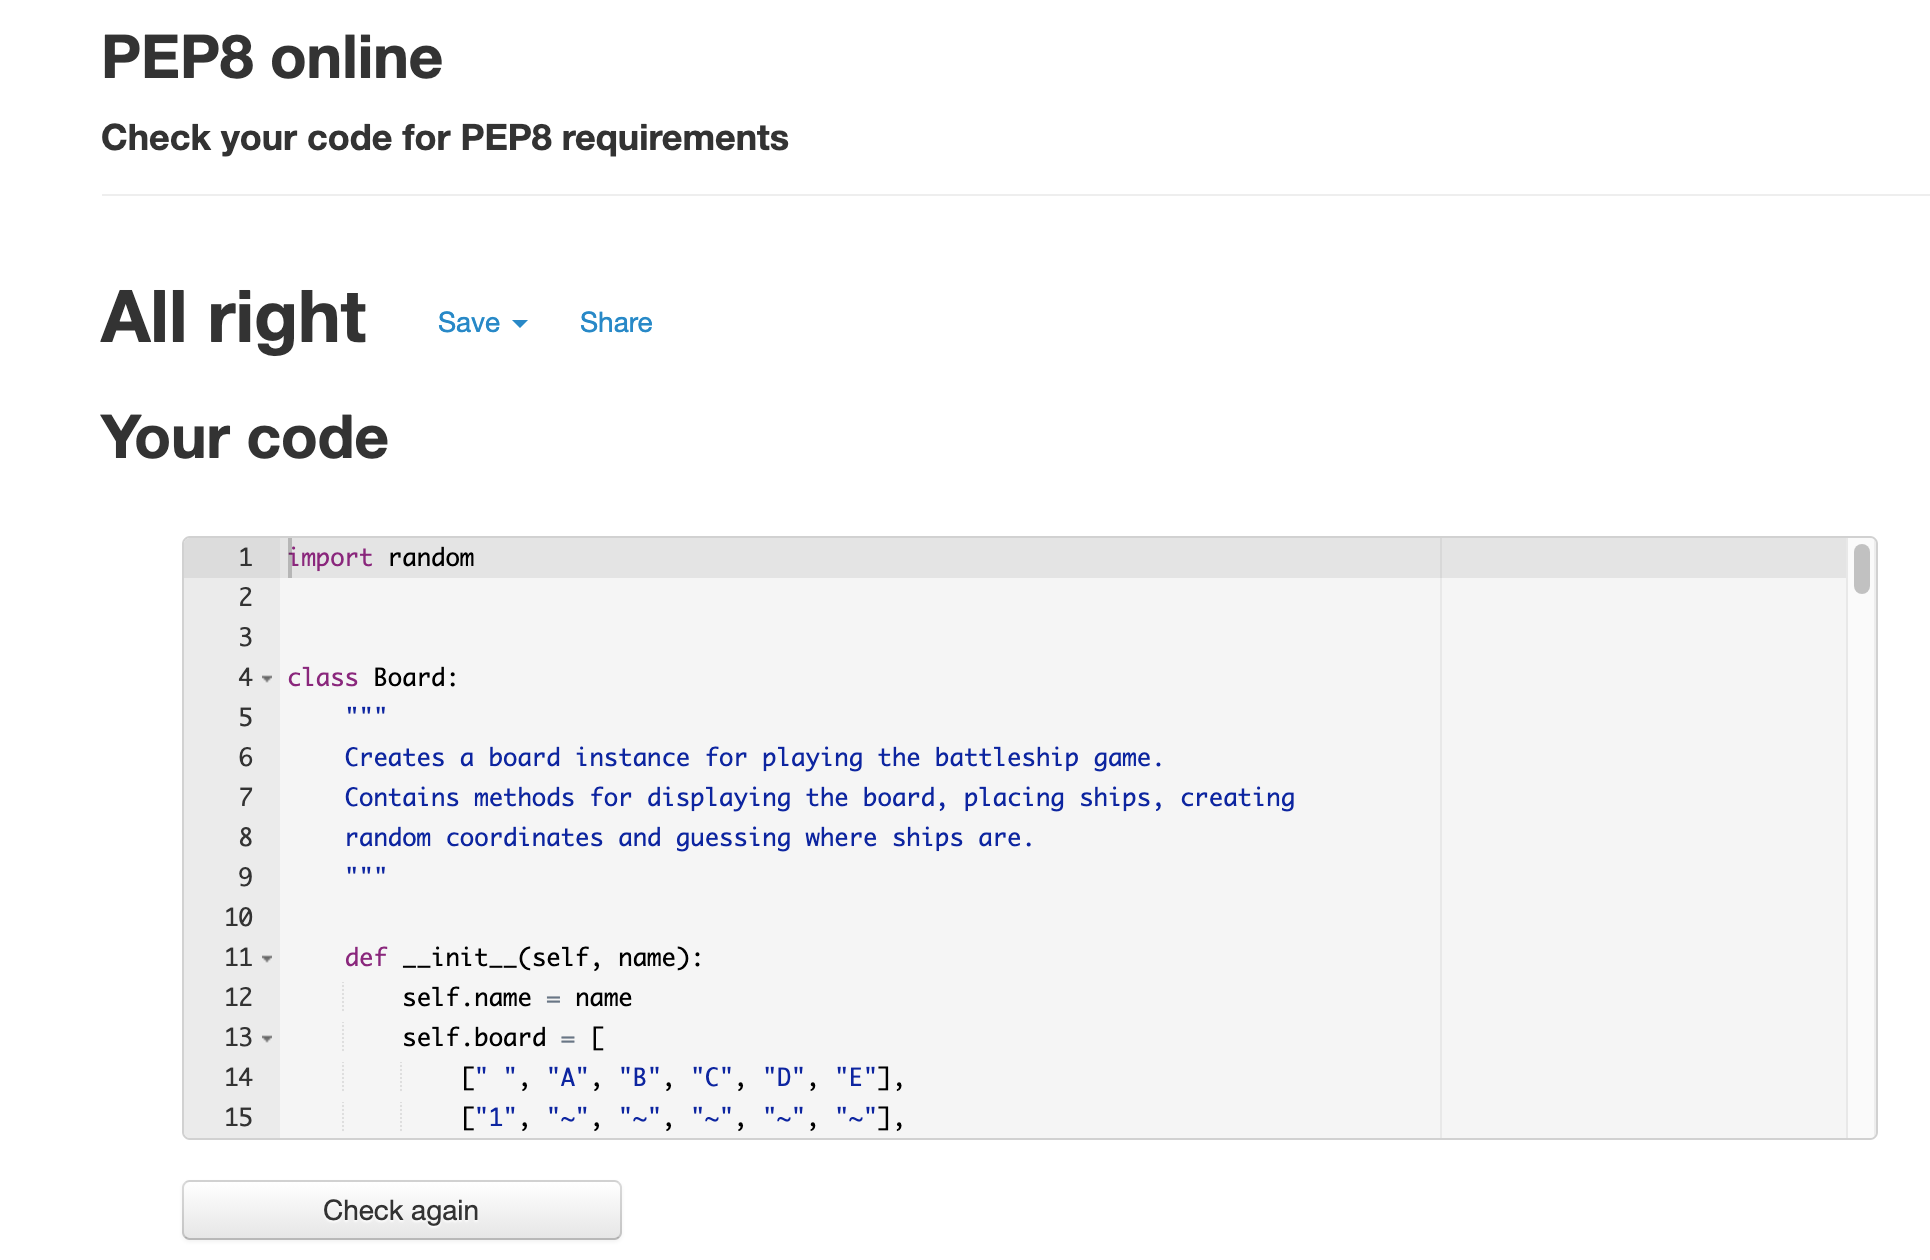 PEP8 online
Check your code for PEP8 requirements
All right Save Share
Your code
1 import random
2
3
4 class Board:
5 """
6 Creates a board instance for playing the battleship game.
7 Contains methods for displaying the board, placing ships, creating
8 random coordinates and guessing where ships are.
9 """
10
11 def __init__(self, name):
12 self.name = name
13 self.board = [
14 [" ", "A", "B", "C", "D", "E"],
15 ["1", "~", "~", "~", "~", "~"],
Check again